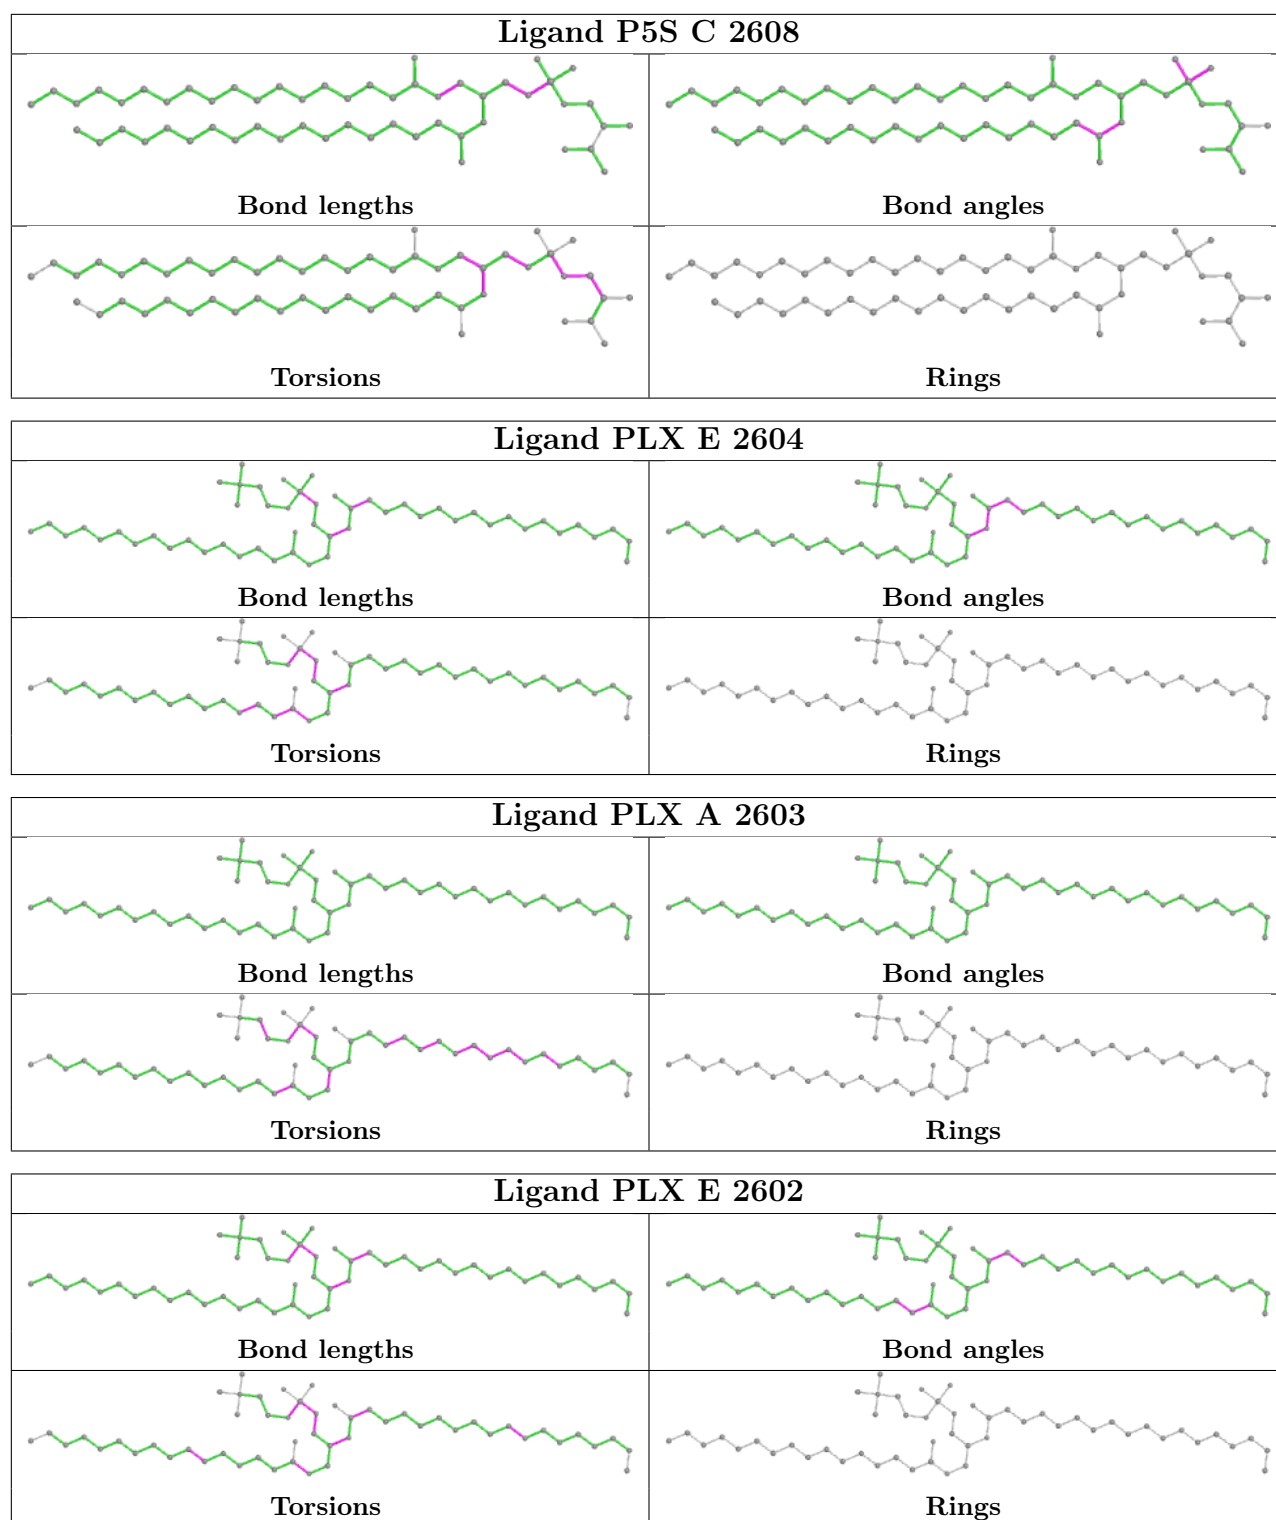 Ligand P5S C 2608
Bond lengths
Bond angles
Torsions
Rings
Ligand PLX E 2604
Bond lengths
Bond angles
Torsions
Rings
Ligand PLX A 2603
Bond lengths
Bond angles
Torsions
Rings
Ligand PLX E 2602
Bond lengths
Bond angles
Torsions
Rings